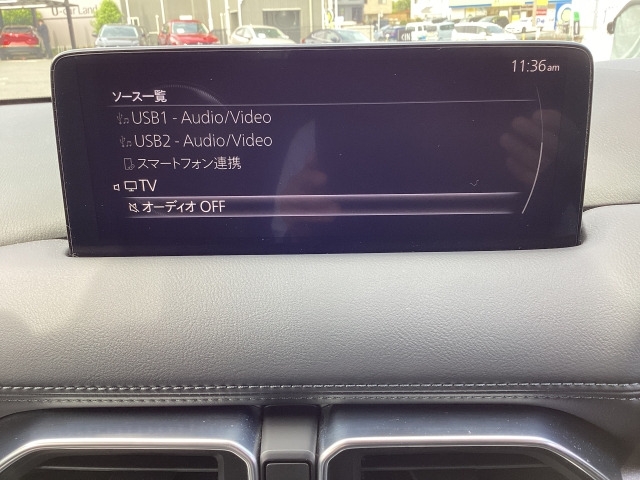 U-carLand
11:36am
ソース一覧
USB1 - Audio/Video
USB2 - Audio/Video
スマートフォン連携
TV
オーディオ OFF